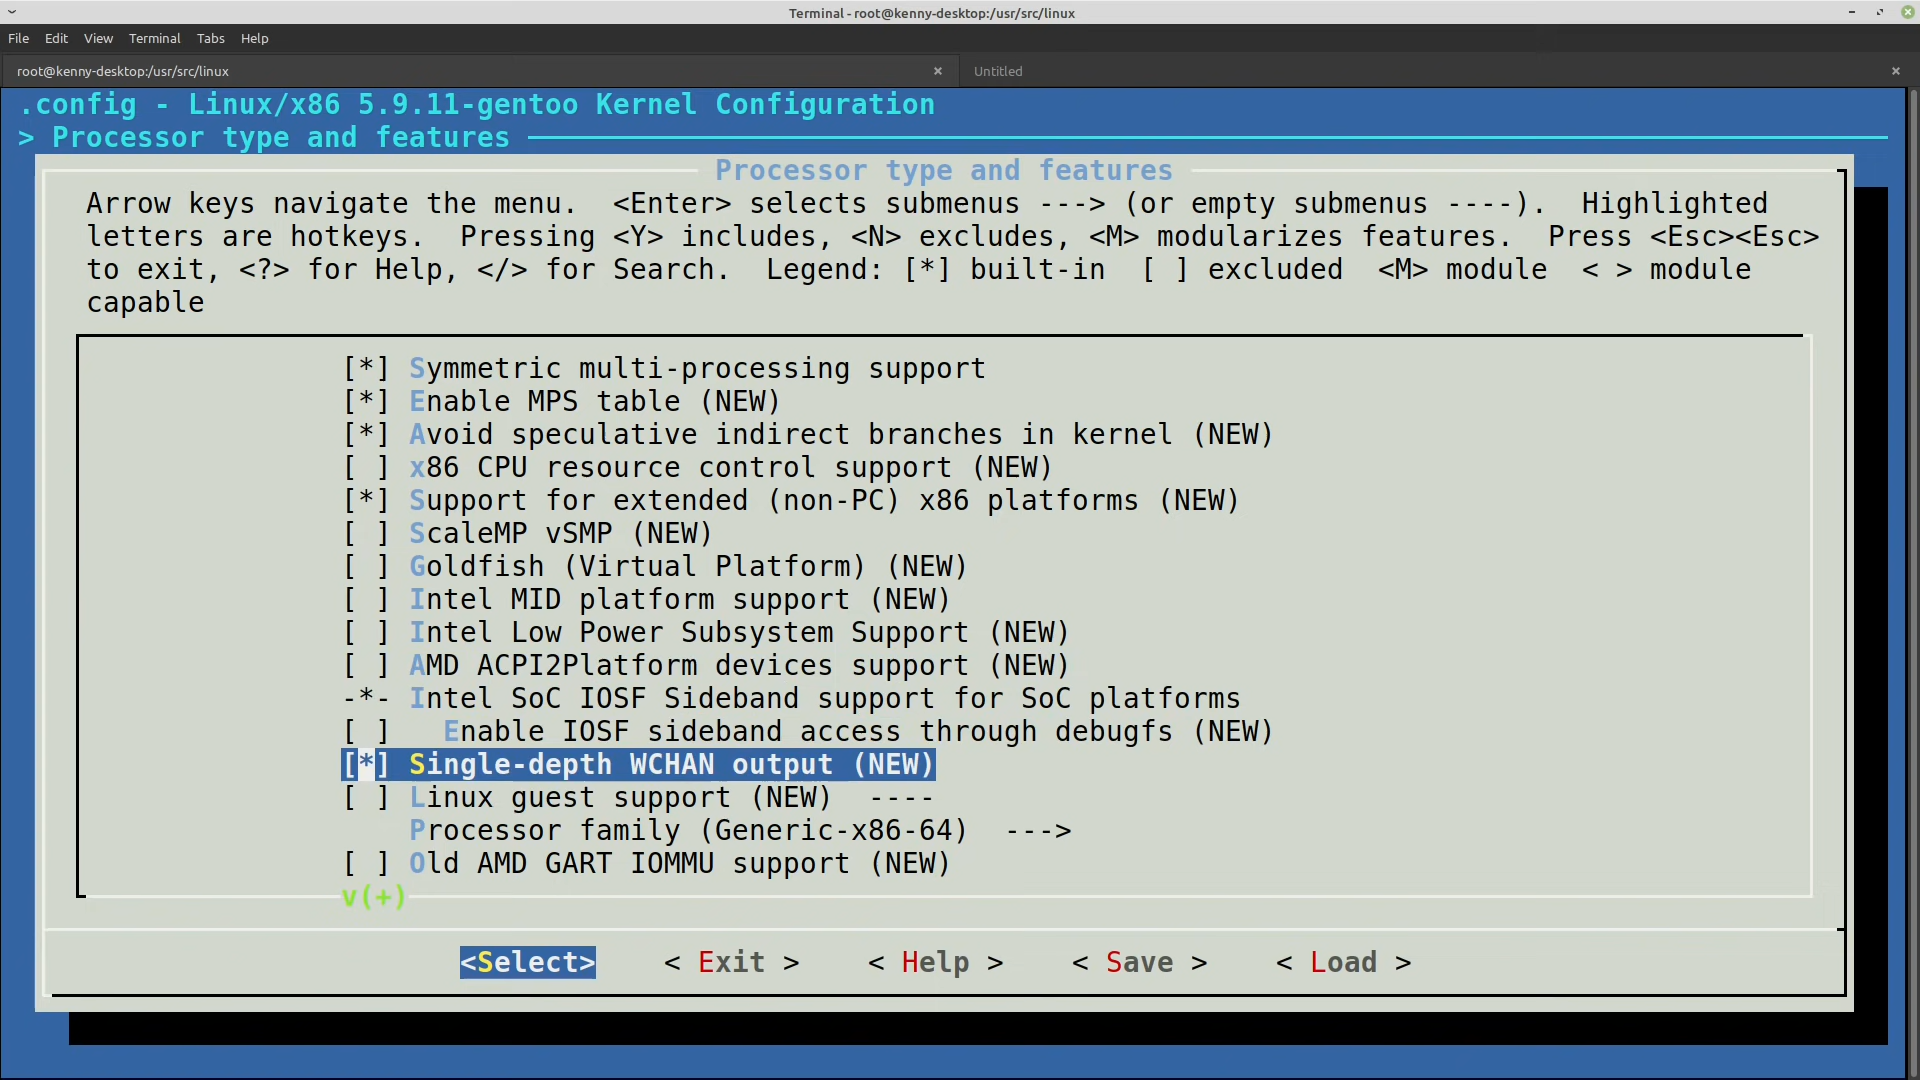 Terminal - root@kenny-desktop:/usr/src/linux
File Edit View Terminal Tabs Help
root@kenny-desktop:/usr/src/linux × Untitled ×
.config - Linux/x86 5.9.11-gentoo Kernel Configuration
> Processor type and features
Processor type and features
Arrow keys navigate the menu.  <Enter> selects submenus ---> (or empty submenus ----).  Highlighted
letters are hotkeys.  Pressing <Y> includes, <N> excludes, <M> modularizes features.  Press <Esc><Esc>
to exit, <?> for Help, </> for Search.  Legend: [*] built-in  [ ] excluded  <M> module  < > module
capable
[*] Symmetric multi-processing support
[*] Enable MPS table (NEW)
[*] Avoid speculative indirect branches in kernel (NEW)
[ ] x86 CPU resource control support (NEW)
[*] Support for extended (non-PC) x86 platforms (NEW)
[ ] ScaleMP vSMP (NEW)
[ ] Goldfish (Virtual Platform) (NEW)
[ ] Intel MID platform support (NEW)
[ ] Intel Low Power Subsystem Support (NEW)
[ ] AMD ACPI2Platform devices support (NEW)
-*- Intel SoC IOSF Sideband support for SoC platforms
[ ]   Enable IOSF sideband access through debugfs (NEW)
[*] Single-depth WCHAN output (NEW)
[ ] Linux guest support (NEW)  ----
Processor family (Generic-x86-64)  --->
[ ] Old AMD GART IOMMU support (NEW)
v(+)
<Select>    < Exit >    < Help >    < Save >    < Load >